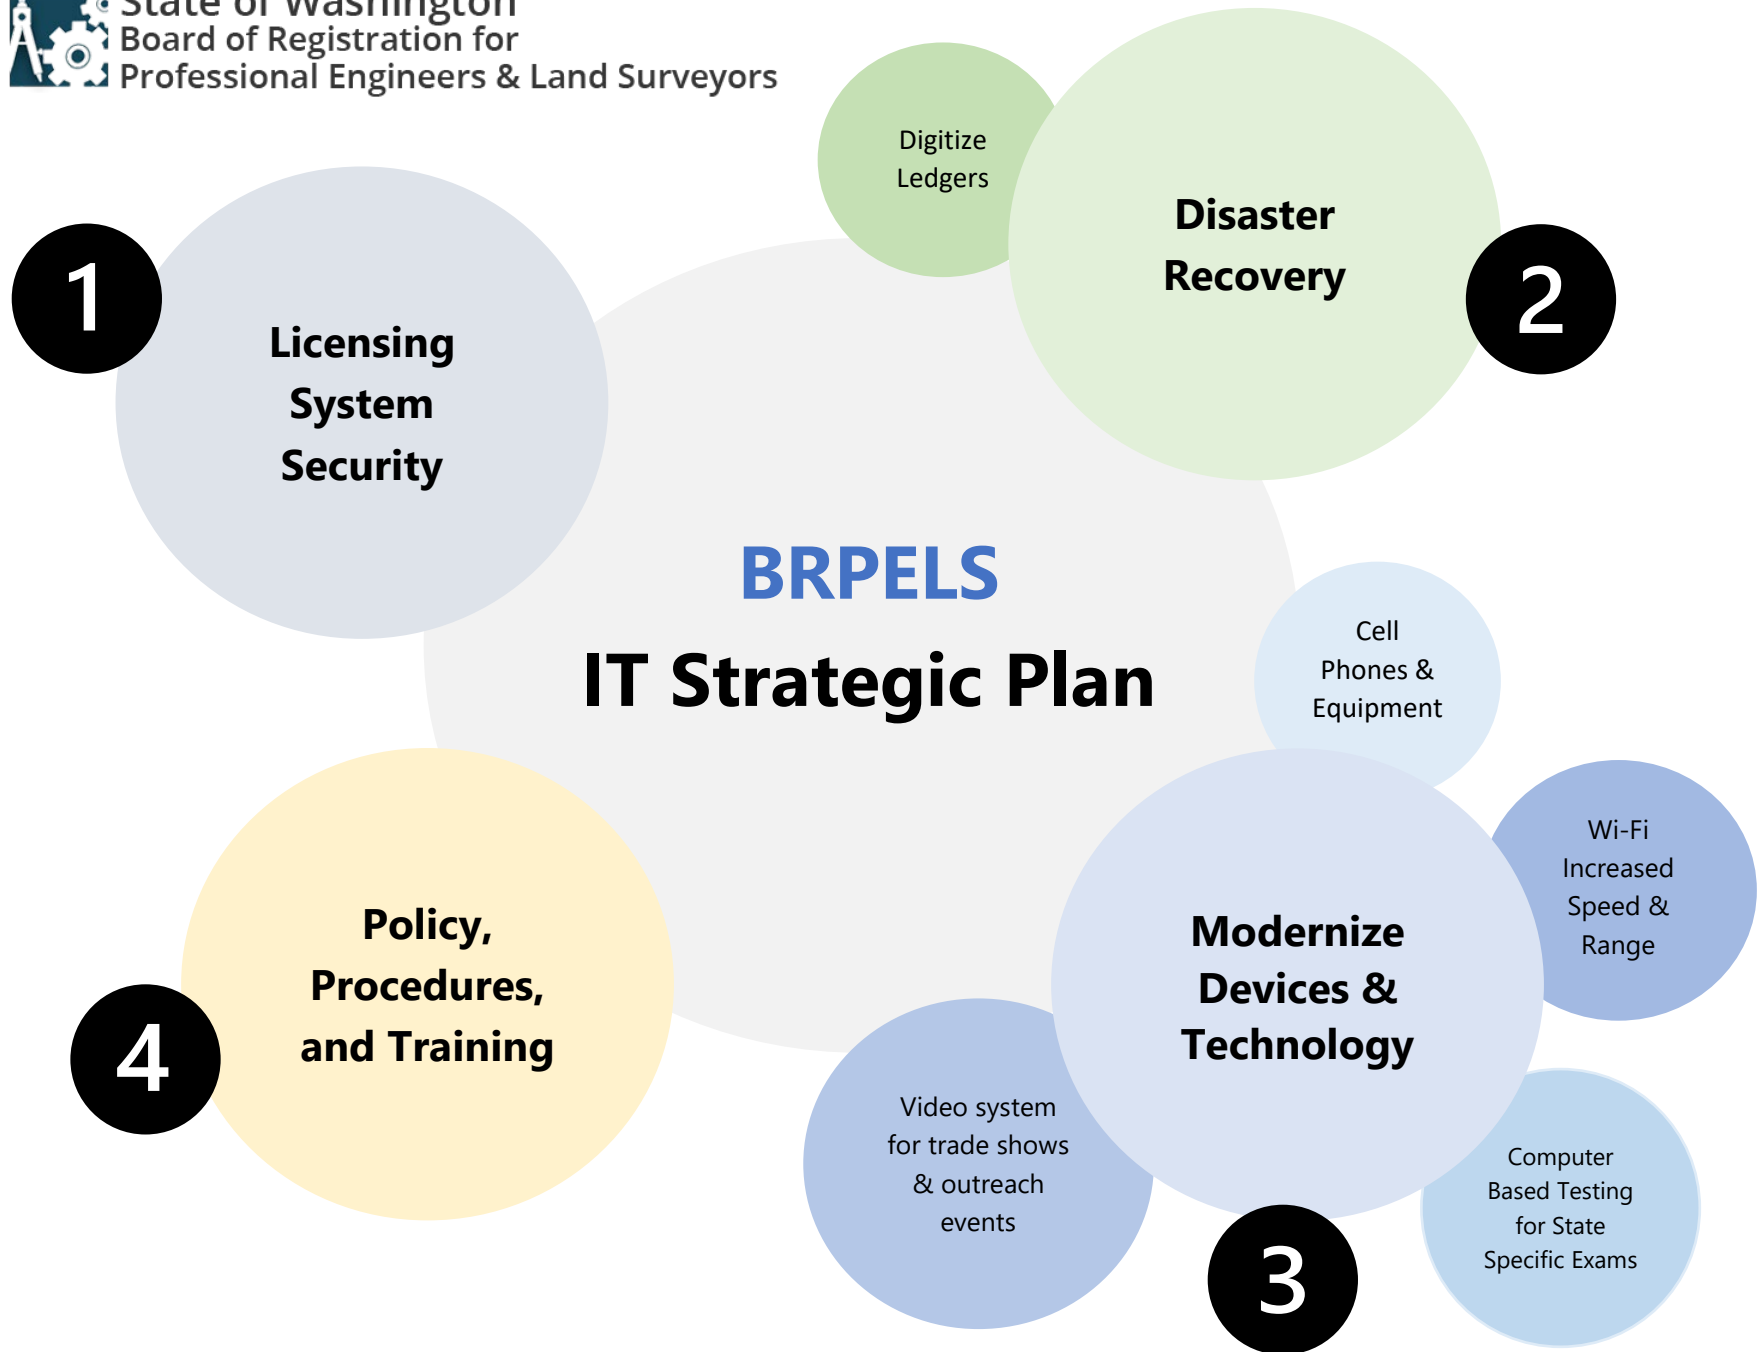 State of Washington
Board of Registration for
Professional Engineers & Land Surveyors
1
Licensing
System
Security
Digitize
Ledgers
Disaster
Recovery
2
BRPELS
IT Strategic Plan
Cell
Phones &
Equipment
Wi-Fi
Increased
Speed &
Range
Modernize
Devices &
Technology
Video system
for trade shows
& outreach
events
Computer
Based Testing
for State
Specific Exams
3
Policy,
Procedures,
and Training
4